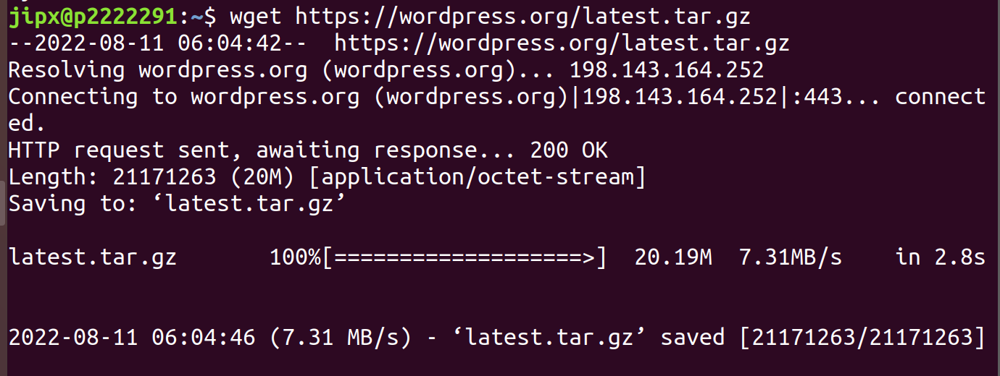 jipx@p2222291:~$ wget https://wordpress.org/latest.tar.gz
--2022-08-11 06:04:42--  https://wordpress.org/latest.tar.gz
Resolving wordpress.org (wordpress.org)... 198.143.164.252
Connecting to wordpress.org (wordpress.org)|198.143.164.252|:443... connect
ed.
HTTP request sent, awaiting response... 200 OK
Length: 21171263 (20M) [application/octet-stream]
Saving to: ‘latest.tar.gz’
latest.tar.gz       100%[===================>]  20.19M  7.31MB/s    in 2.8s
2022-08-11 06:04:46 (7.31 MB/s) - ‘latest.tar.gz’ saved [21171263/21171263]